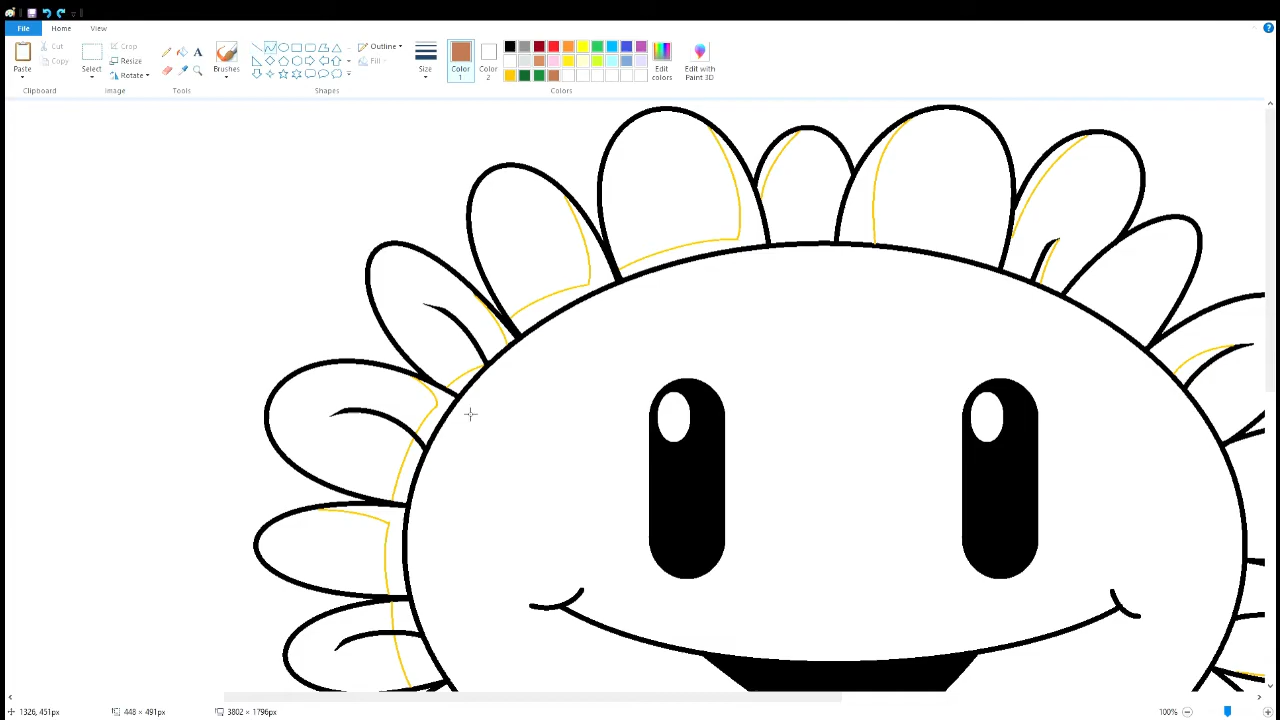 File Home View
Paste Cut Copy Select Crop Resize Rotate A Brushes Outline Fill Size Color 1 Color 2 Edit colors Edit with Paint 3D
Clipboard Image Tools Shapes Colors
1326, 451px 448 × 491px 3802 × 1796px 100%